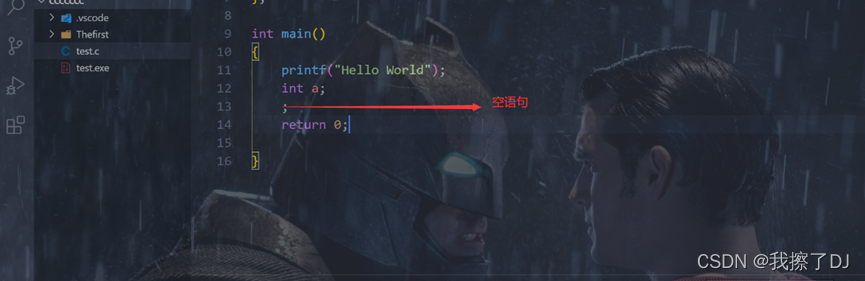 8
};
.vscode
9
int main()
Thefirst
10
{
test.c
11
printf("Hello World");
test.exe
12
int a;
13
;
空语句
14
return 0;
15
16
}
CSDN @我擦了DJ